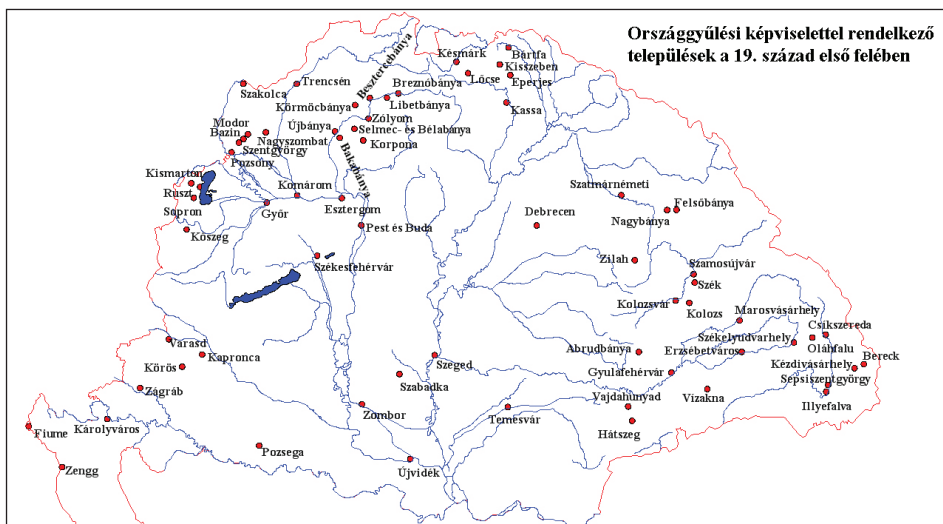 Országgyűlési képviselettel rendelkező
települések a 19. század első felében
Késmárk
Bártfa
Kisszeben
Lőcse
Eperjes
Kassa
Trencsén
Szakolca
Besztercebánya
Breznóbánya
Körmöcbánya
Libetbánya
Zólyom
Újbánya
Selmec- és Bélabánya
Korpona
Bakabánya
Modor
Bazin
Nagyszombat
Szentgyörgy
Pozsony
Kismarton
Ruszt
Sopron
Kőszeg
Komárom
Győr
Esztergom
Pest és Buda
Székesfehérvár
Szatmárnémeti
Felsőbánya
Nagybánya
Debrecen
Zilah
Szamosújvár
Szék
Kolozsvár
Kolozs
Marosvásárhely
Csíkszereda
Székelyudvarhely
Oláhfalu
Abrudbánya
Erzsébetváros
Bereck
Kézdivásárhely
Gyulafehérvár
Sepsiszentgyörgy
Vajdahunyad
Vizakna
Illyefalva
Hátszeg
Varasd
Kapronca
Körös
Zágráb
Szeged
Szabadka
Zombor
Temesvár
Károlyváros
Fiume
Pozsega
Zengg
Újvidék